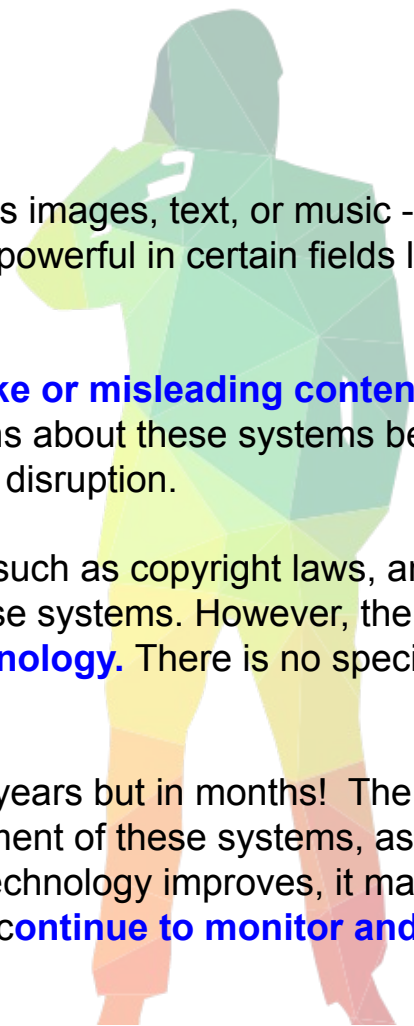 s images, text, or music -
powerful in certain fields l
ke or misleading conten
ns about these systems be
disruption.
such as copyright laws, an
se systems. However, the
nology. There is no speci
years but in months!  The
ment of these systems, as
echnology improves, it ma
continue to monitor and